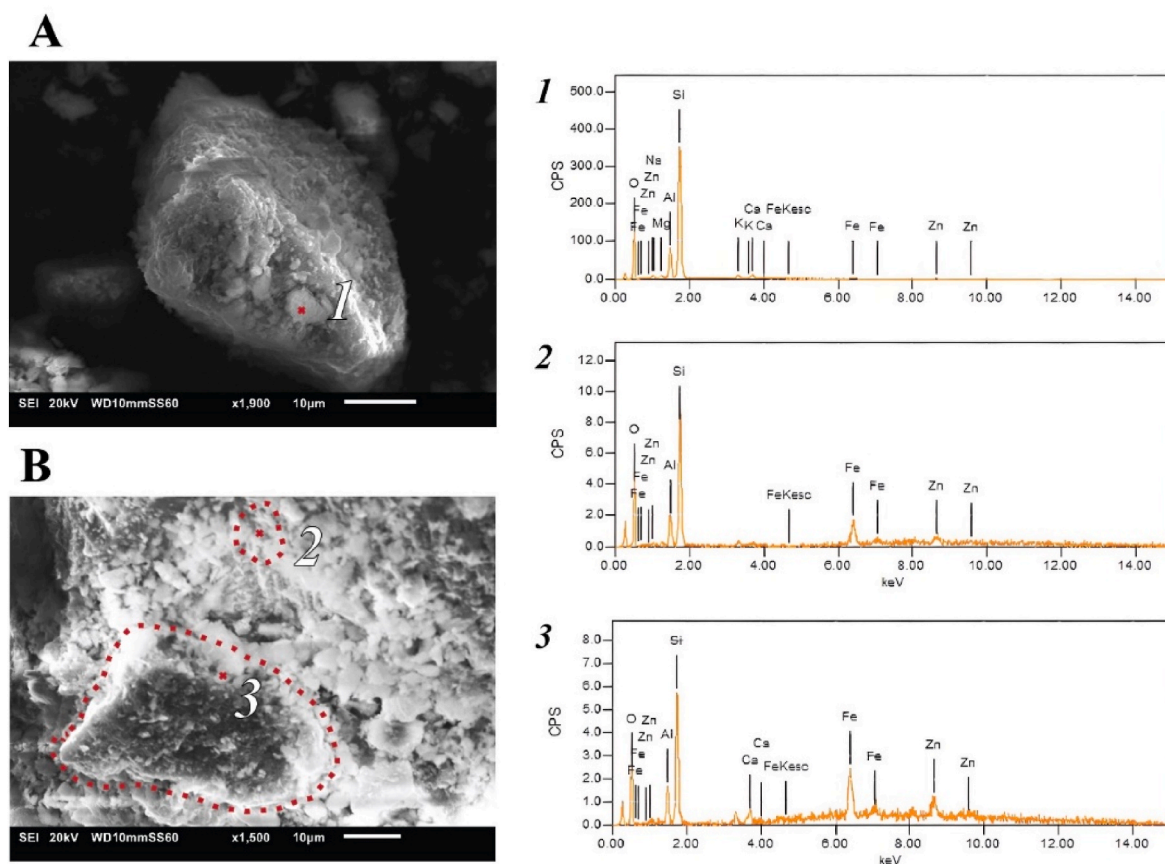 A
1
SEI 20kV WD10mmSS60 x1,900 10µm
B
2
3
SEI 20kV WD10mmSS60 x1,500 10µm
1
CPS
500.0
400.0
300.0
200.0
100.0
0.0
Si
O
Na
Zn
Zn
Fe
Fe
Mg
Al
Ca FeKesc
K K Ca
Fe Fe Zn Zn
0.00 2.00 4.00 6.00 8.00 10.00 12.00 14.00
2
CPS
12.0
10.0
8.0
6.0
4.0
2.0
0.0
Si
O
Zn
Zn
Fe
Fe
Al
FeKesc
Fe
Fe
Zn
Zn
0.00 2.00 4.00 6.00 8.00 10.00 12.00 14.00
keV
3
CPS
8.0
7.0
6.0
5.0
4.0
3.0
2.0
1.0
0.0
Si
O
Zn
Zn
Fe
Fe
Al
Ca
Ca
FeKesc
Fe
Fe
Zn
Zn
0.00 2.00 4.00 6.00 8.00 10.00 12.00 14.00
keV